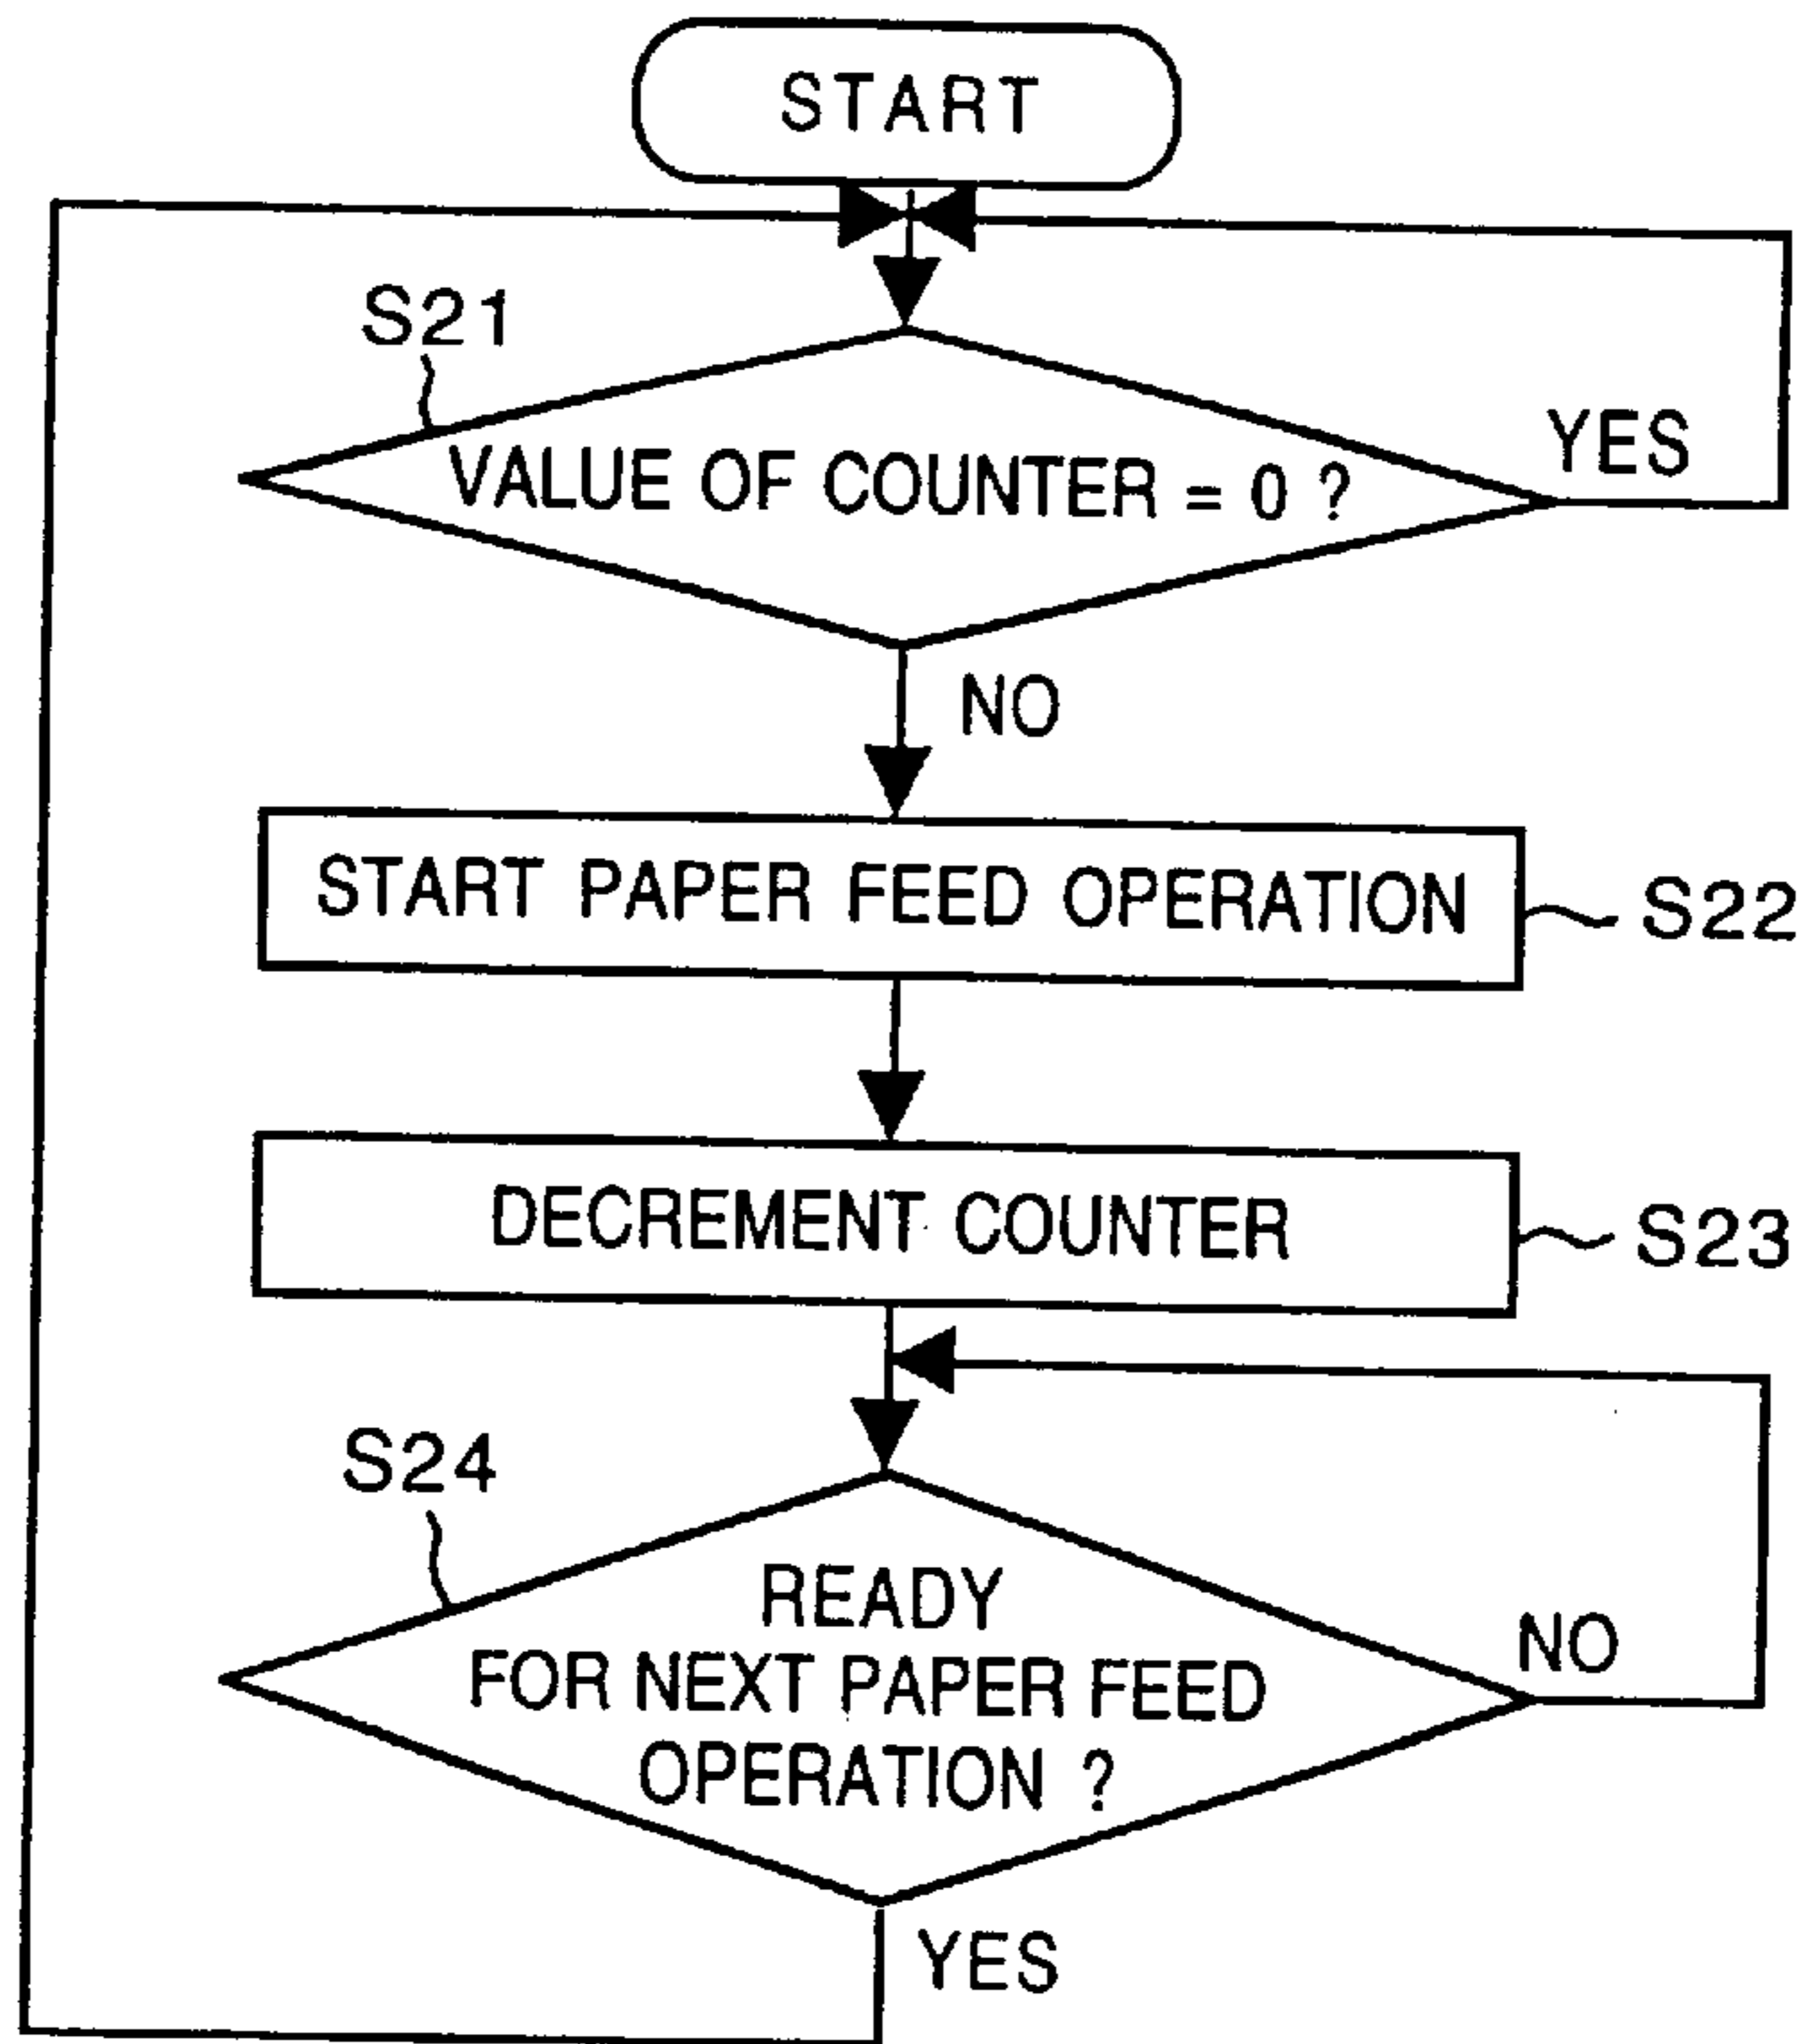 START
S21
VALUE OF COUNTER = 0 ?
YES
NO
START PAPER FEED OPERATION
S22
DECREMENT COUNTER
S23
S24
READY
FOR NEXT PAPER FEED
OPERATION ?
NO
YES